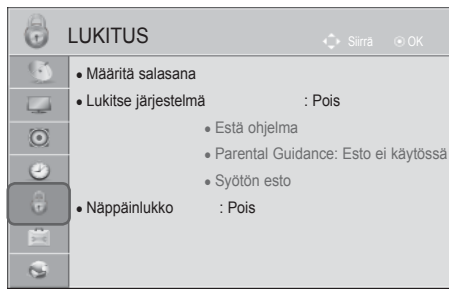 LUKITUS
Siirrä OK
● Määritä salasana
● Lukitse järjestelmä : Pois
● Estä ohjelma
● Parental Guidance: Esto ei käytössä
● Syötön esto
● Näppäinlukko : Pois